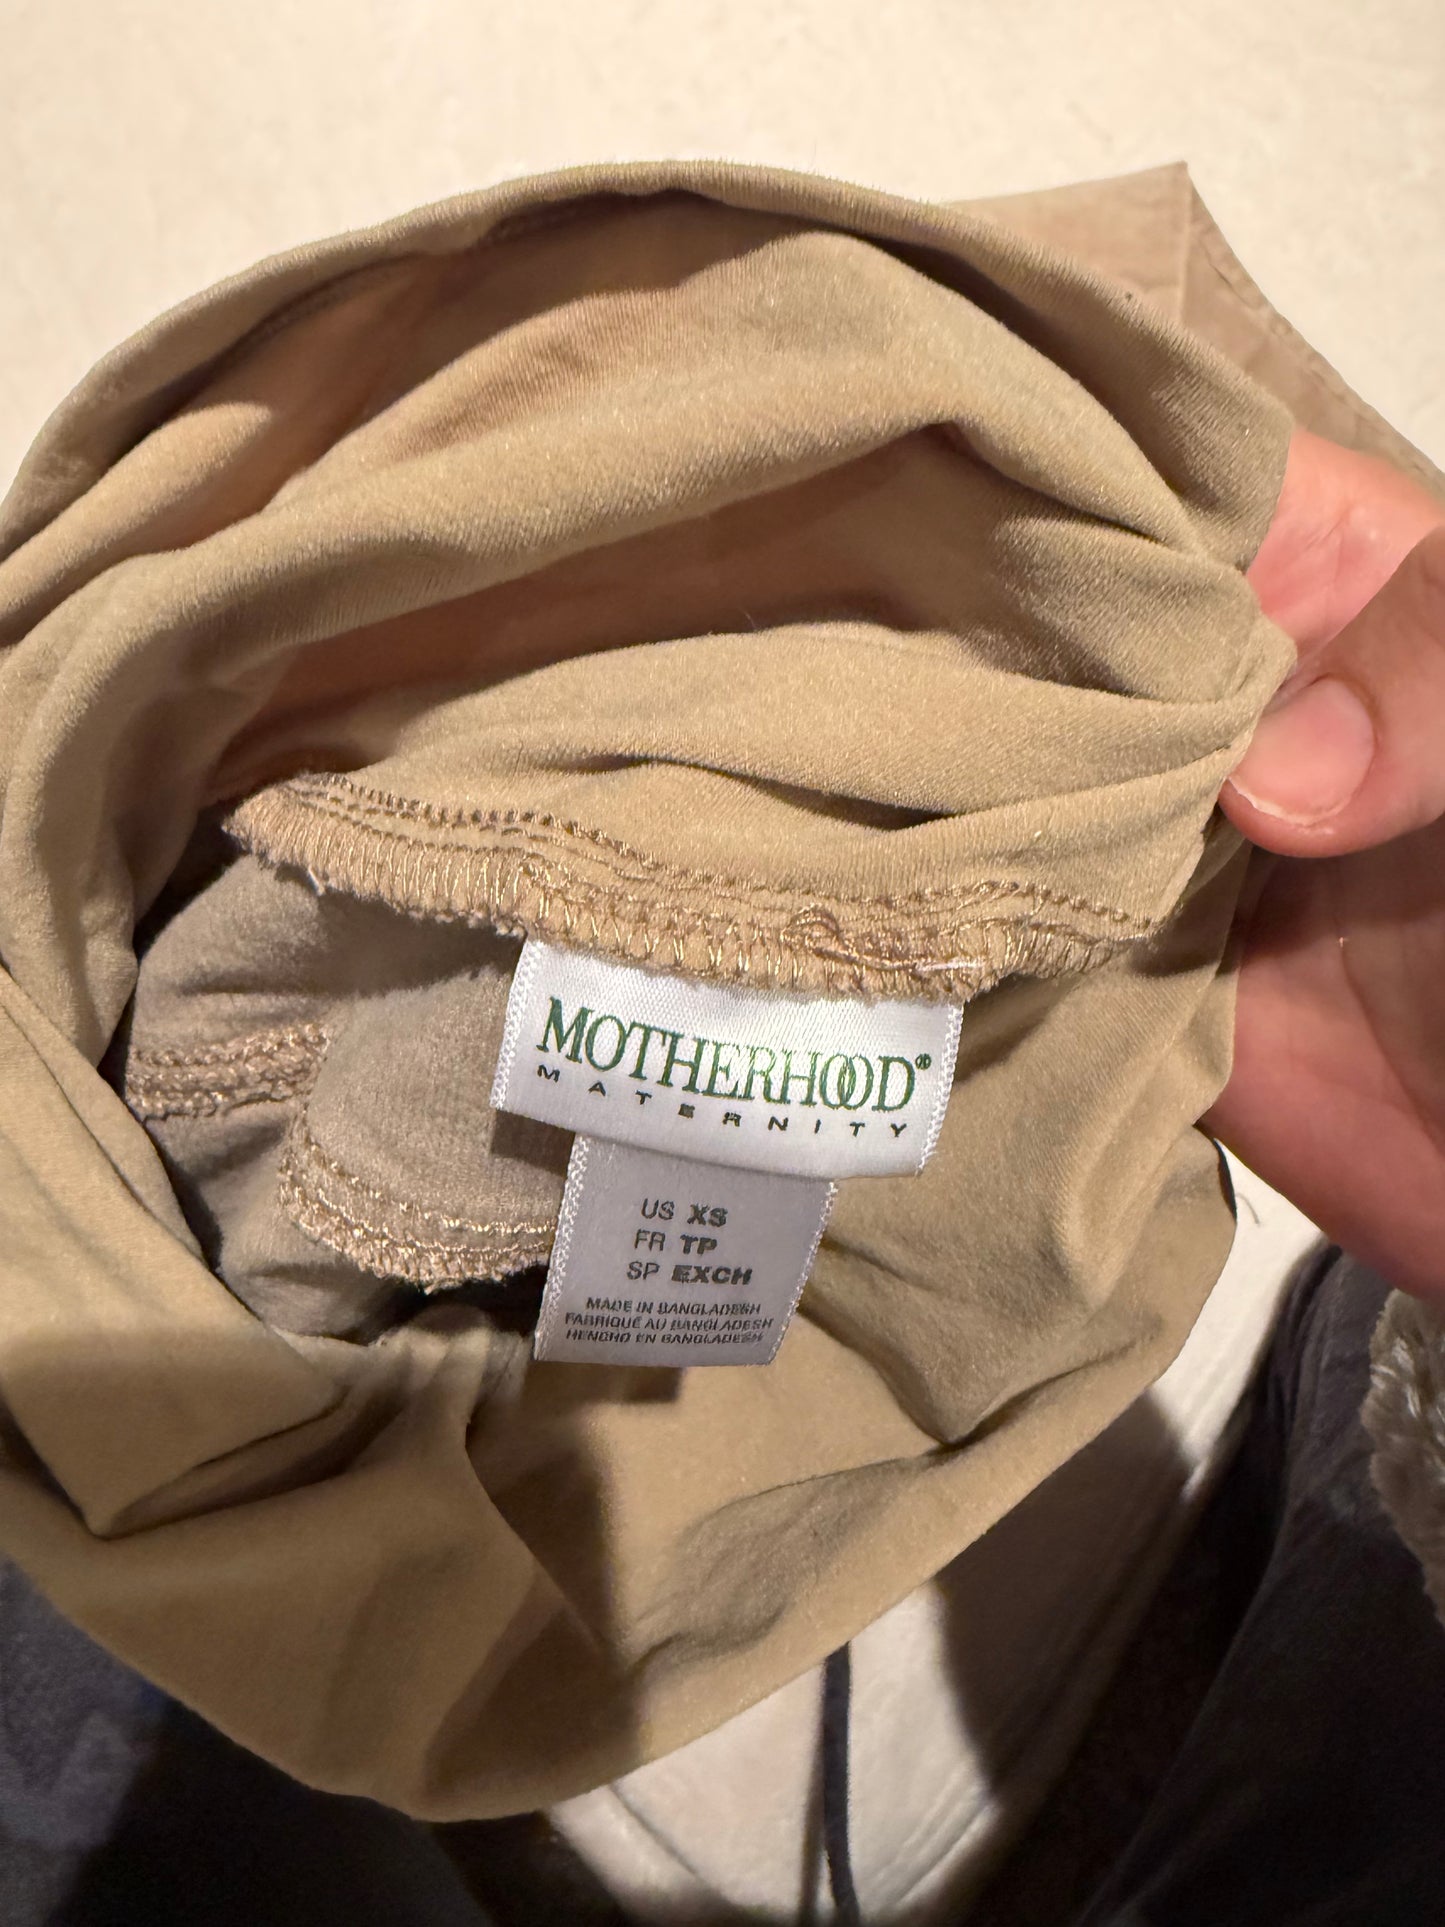 MOTHERHOOD®
MATERNITY
US XS
FR TP
SP EXCH
MADE IN BANGLADESH
FABRIQUÉ AU BANGLADESH
HECHO EN BANGLADESH